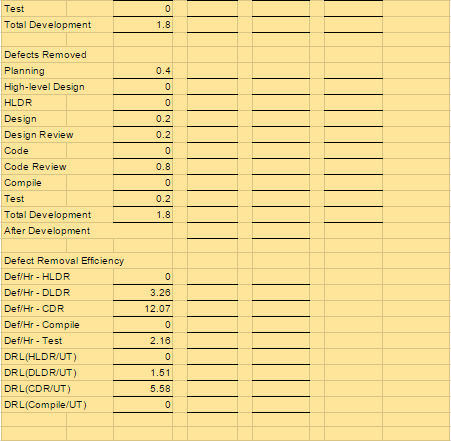 Test 0
Total Development 1.8
Defects Removed
Planning 0.4
High-level Design 0
HLDR 0
Design 0.2
Design Review 0.2
Code 0
Code Review 0.8
Compile 0
Test 0.2
Total Development 1.8
After Development
Defect Removal Efficiency
Def/Hr - HLDR 0
Def/Hr - DLDR 3.26
Def/Hr - CDR 12.07
Def/Hr - Compile 0
Def/Hr - Test 2.16
DRL(HLDR/UT) 0
DRL(DLDR/UT) 1.51
DRL(CDR/UT) 5.58
DRL(Compile/UT) 0